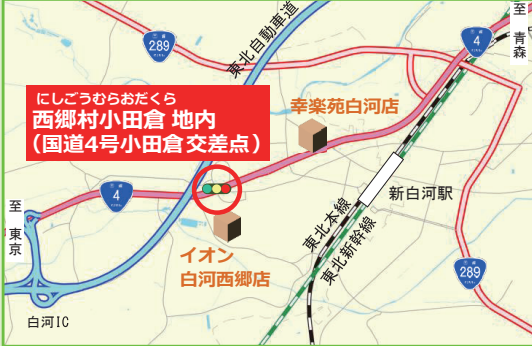 289
東北自動車道
国道
4
至青森
にしごうむらおだくら
西郷村小田倉 地内
（国道4号小田倉交差点）
幸楽苑白河店
4
至東京
イオン
白河西郷店
東北本線
東北新幹線
新白河駅
289
白河IC